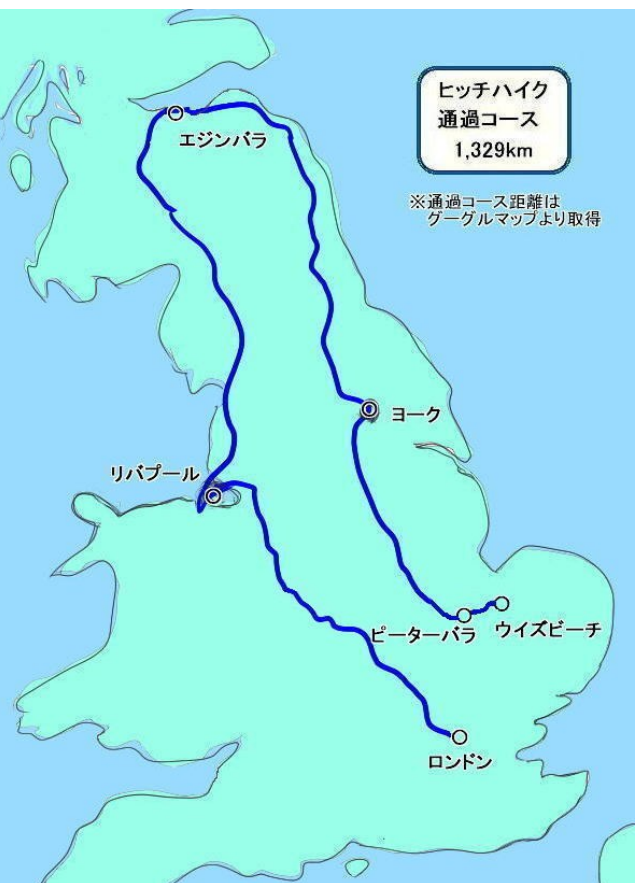 ヒッチハイク
通過コース
1,329km
※通過コース距離は
グーグルマップより取得
エジンバラ
ヨーク
リバプール
ピーターバラ
ウイズビーチ
ロンドン